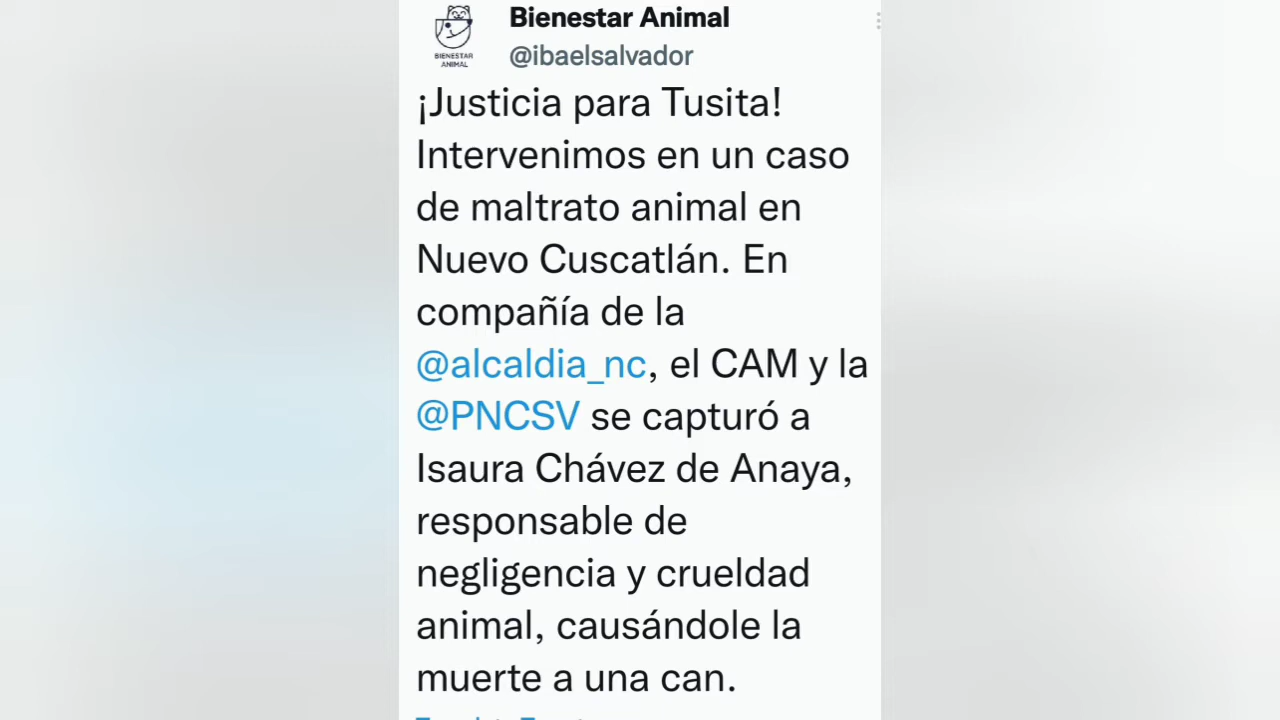 Bienestar Animal
@ibaelsalvador
BIENESTAR
ANIMAL
¡Justicia para Tusita!
Intervenimos en un caso
de maltrato animal en
Nuevo Cuscatlán. En
compañía de la
@alcaldia_nc, el CAM y la
@PNCSV se capturó a
Isaura Chávez de Anaya,
responsable de
negligencia y crueldad
animal, causándole la
muerte a una can.